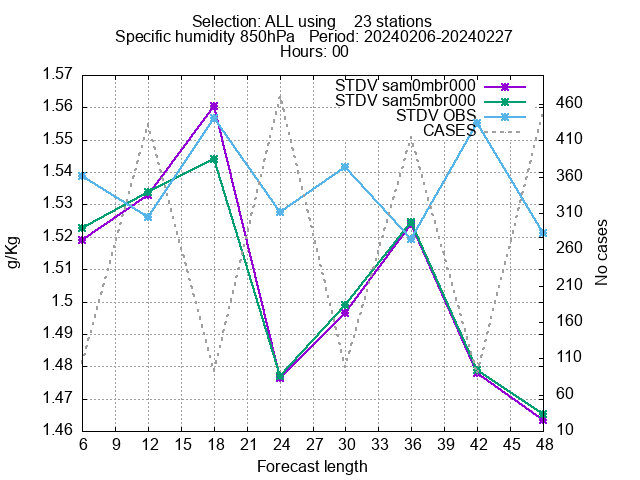 Selection: ALL using    23 stations
Specific humidity 850hPa   Period: 20240206-20240227
Hours: 00
STDV sam0mbr000
STDV sam5mbr000
STDV OBS
CASES
g/Kg
1.57
1.56
1.55
1.54
1.53
1.52
1.51
1.5
1.49
1.48
1.47
1.46
460
410
360
310
260
210
160
110
60
10
No cases
6 9 12 15 18 21 24 27 30 33 36 39 42 45 48
Forecast length